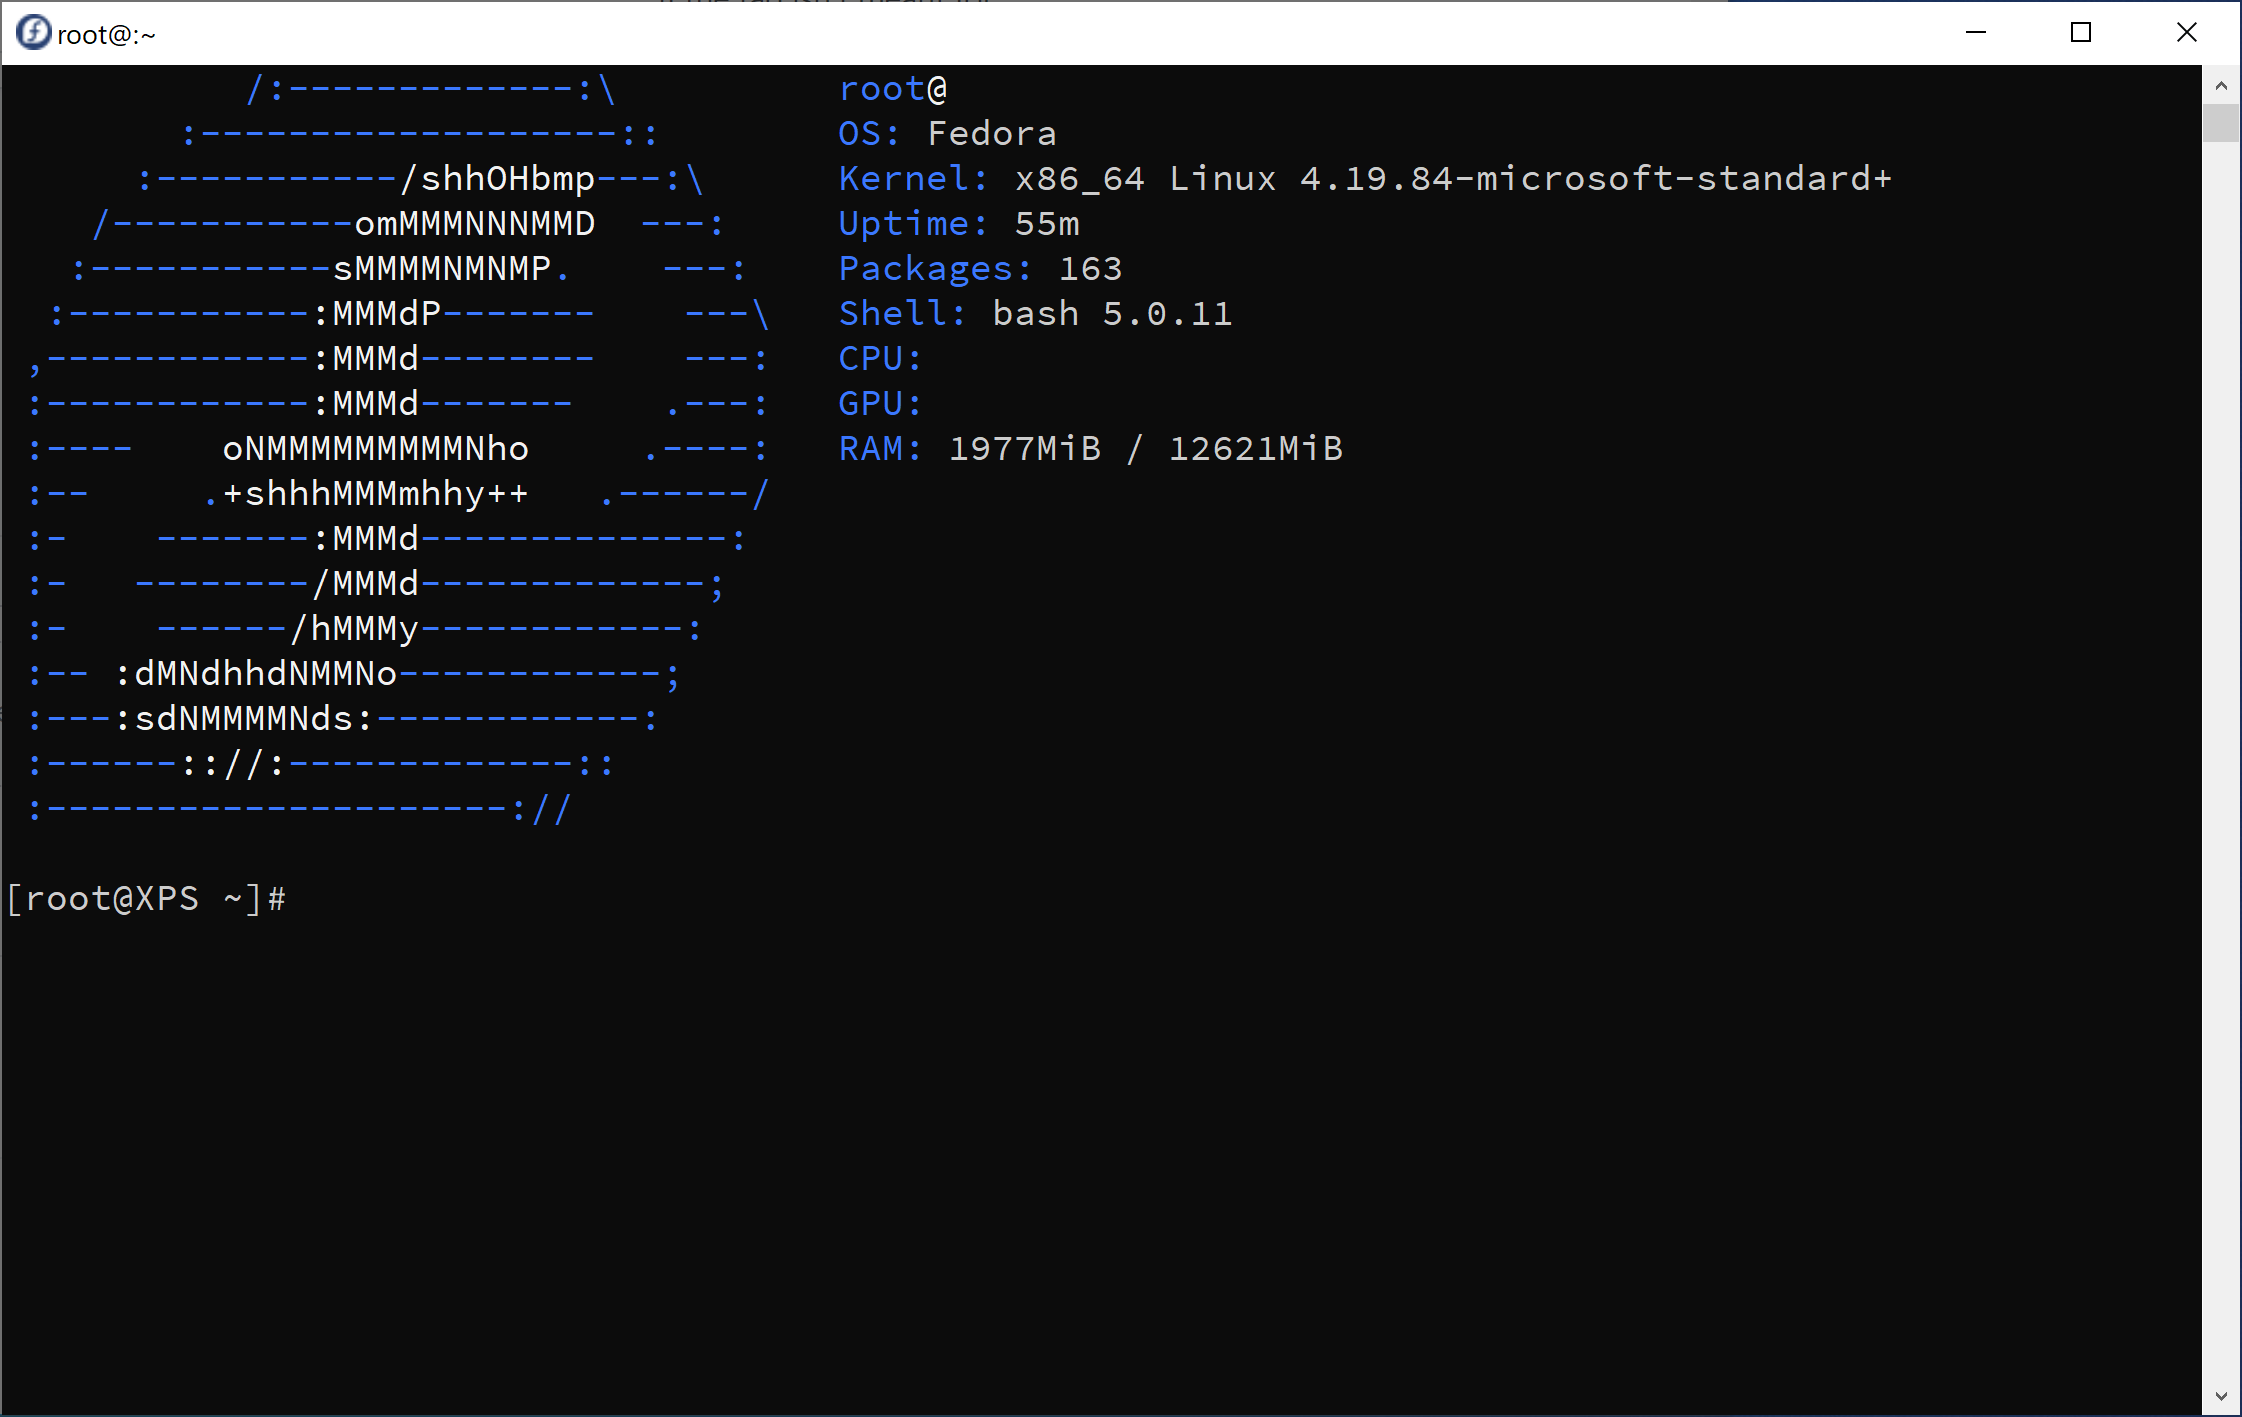 root@:~
/:-------------:\ root@
:-------------------:: OS: Fedora
:-----------/shhOHbmp---:\ Kernel: x86_64 Linux 4.19.84-microsoft-standard+
/-----------omMMMNNNMMD  ---: Uptime: 55m
:-----------sMMMMNMNMP.    ---: Packages: 163
:-----------:MMMdP-------    ---\ Shell: bash 5.0.11
,------------:MMMd--------    ---: CPU:
:------------:MMMd-------    .---: GPU:
:----    oNMMMMMMMMMNho     .----: RAM: 1977MiB / 12621MiB
:--     .+shhhMMMmhhy++   .------/
:-    -------:MMMd--------------:
:-   --------/MMMd-------------;
:-    ------/hMMMy------------:
:-- :dMNdhhdNMMNo------------;
:---:sdNMMMMNds:------------:
:------:://:-------------::
:---------------------://
[root@XPS ~]#